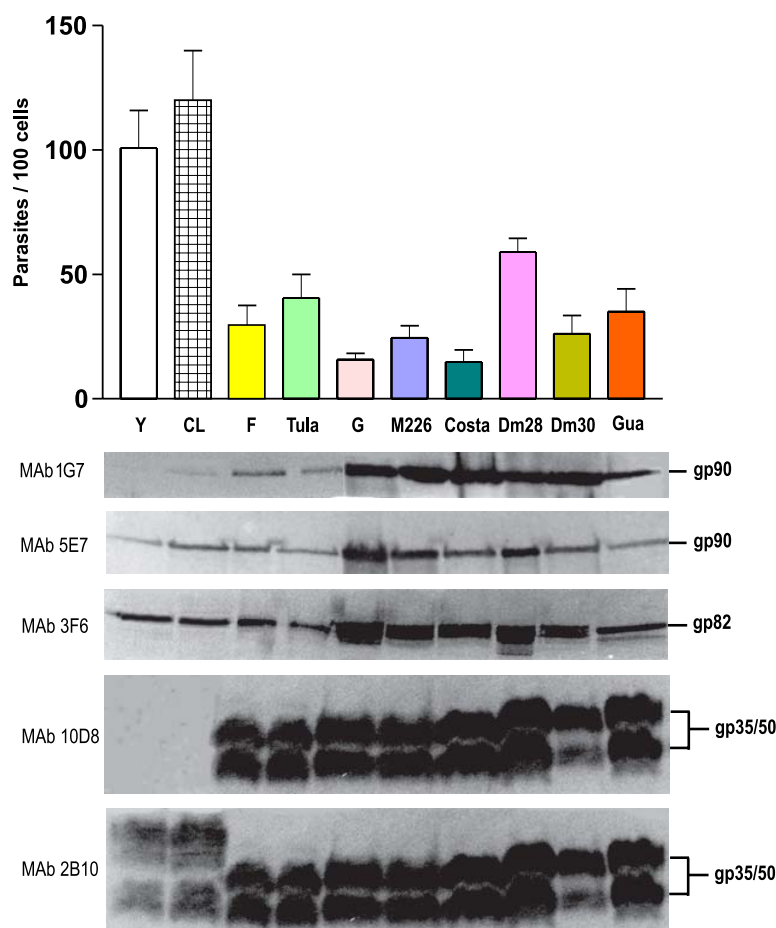 150
100
50
0
Parasites / 100 cells
Y CL F Tula G M226 Costa Dm28 Dm30 Gua
MAb 1G7 gp90
MAb 5E7 gp90
MAb 3F6 gp82
MAb 10D8 gp35/50
MAb 2B10 gp35/50